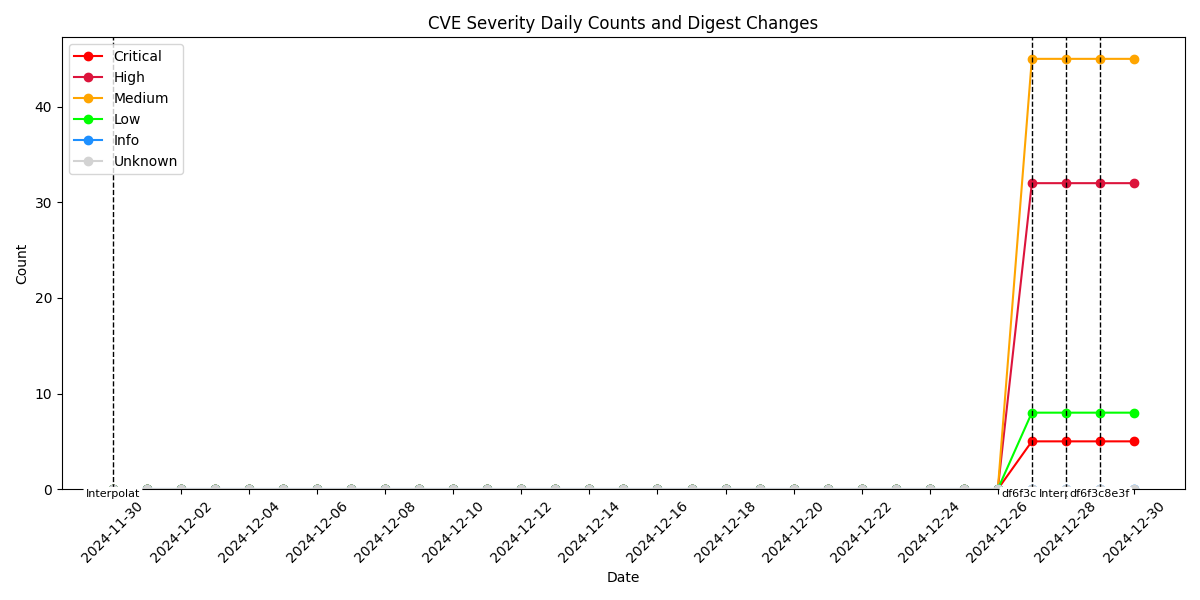 CVE Severity Daily Counts and Digest Changes
Critical
High
Medium
Low
Info
Unknown
Count
40
30
20
10
0
Interpolat
df6f3c
Inter
df6f3c8e3f
2024-11-30
2024-12-02
2024-12-04
2024-12-06
2024-12-08
2024-12-10
2024-12-12
2024-12-14
2024-12-16
2024-12-18
2024-12-20
2024-12-22
2024-12-24
2024-12-26
2024-12-28
2024-12-30
Date